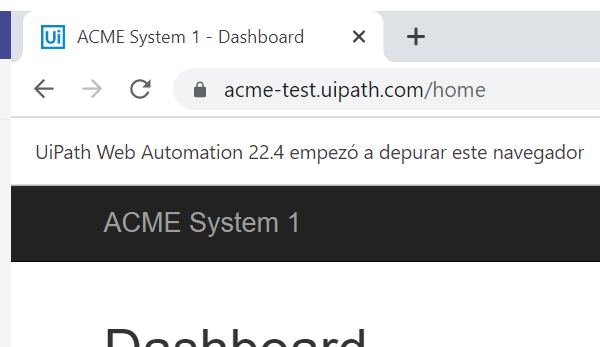 Ui ACME System 1 - Dashboard
acme-test.uipath.com/home
UiPath Web Automation 22.4 empezó a depurar este navegador
ACME System 1
Dashboard